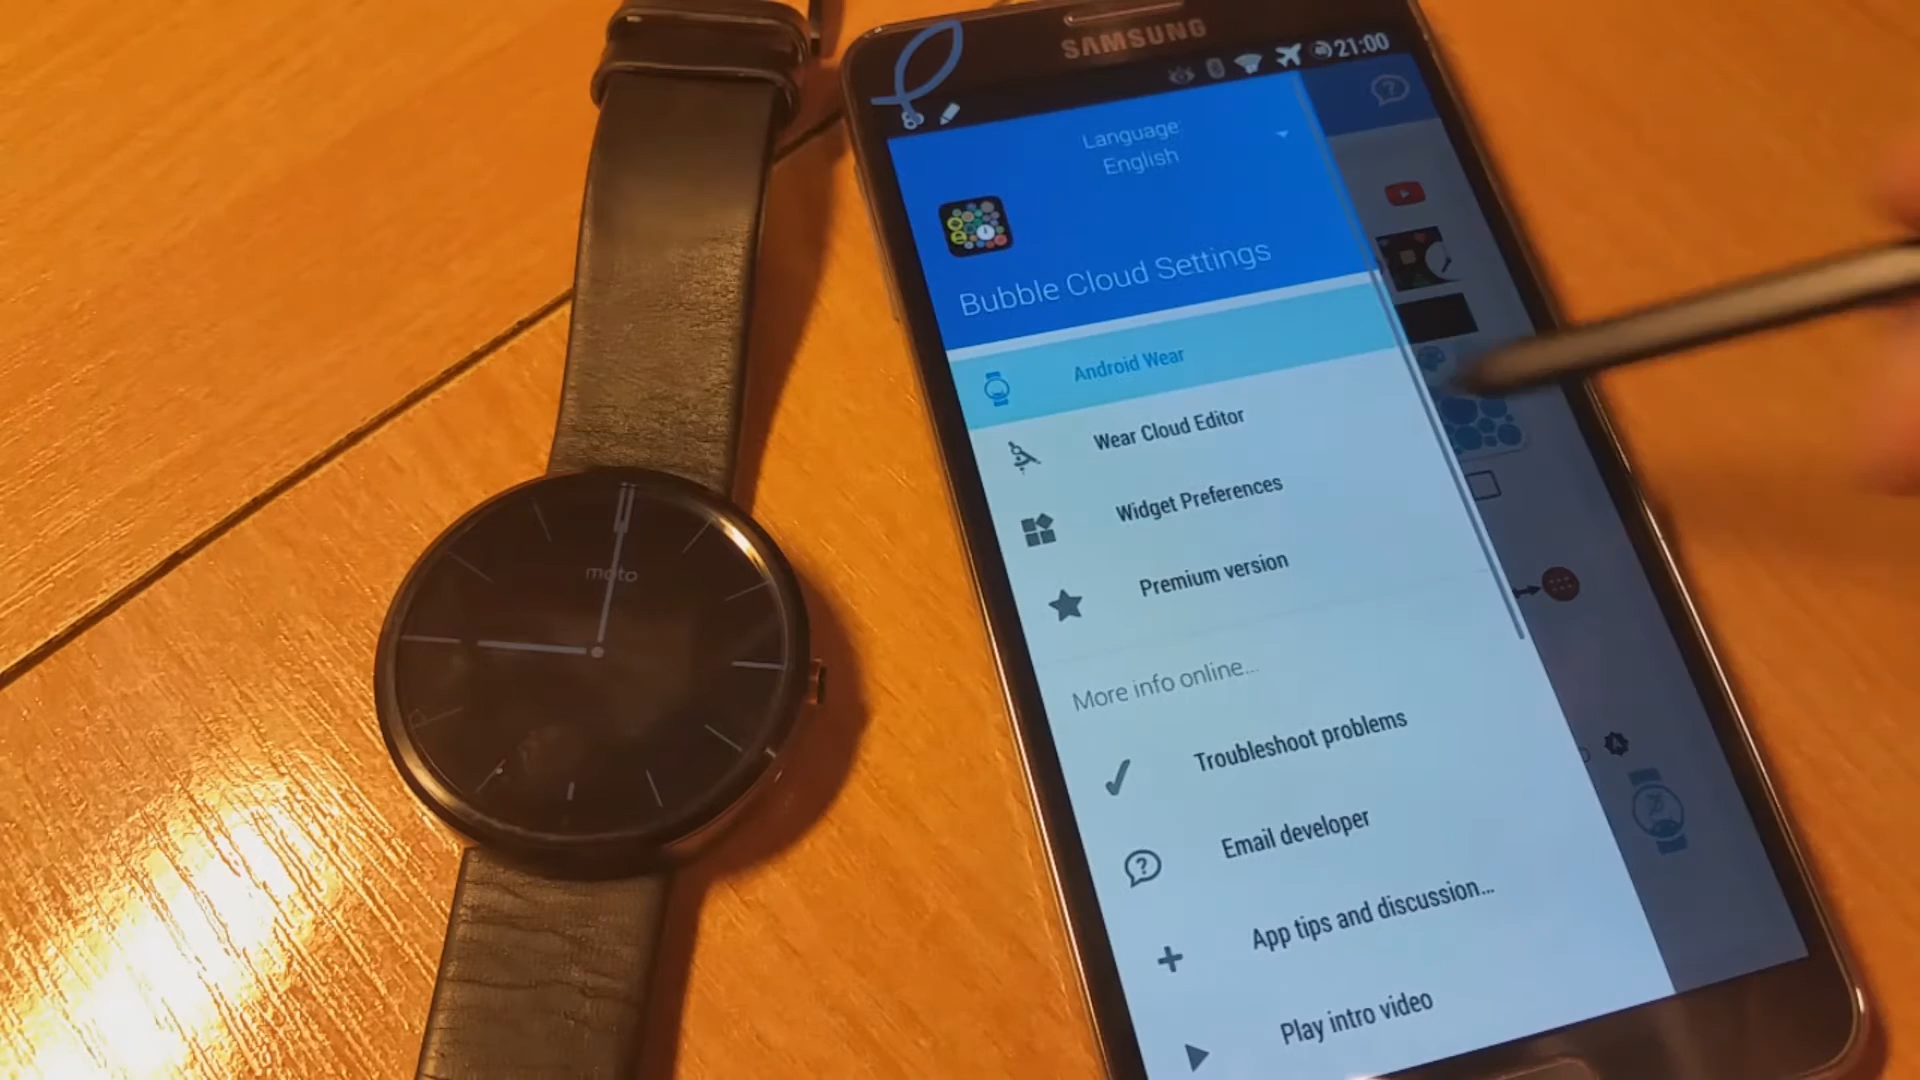 SAMSUNG
21:00
Language:
English
Bubble Cloud Settings
Android Wear
Wear Cloud Editor
Widget Preferences
Premium version
More info online...
Troubleshoot problems
Email developer
App tips and discussion...
Play intro video
moto